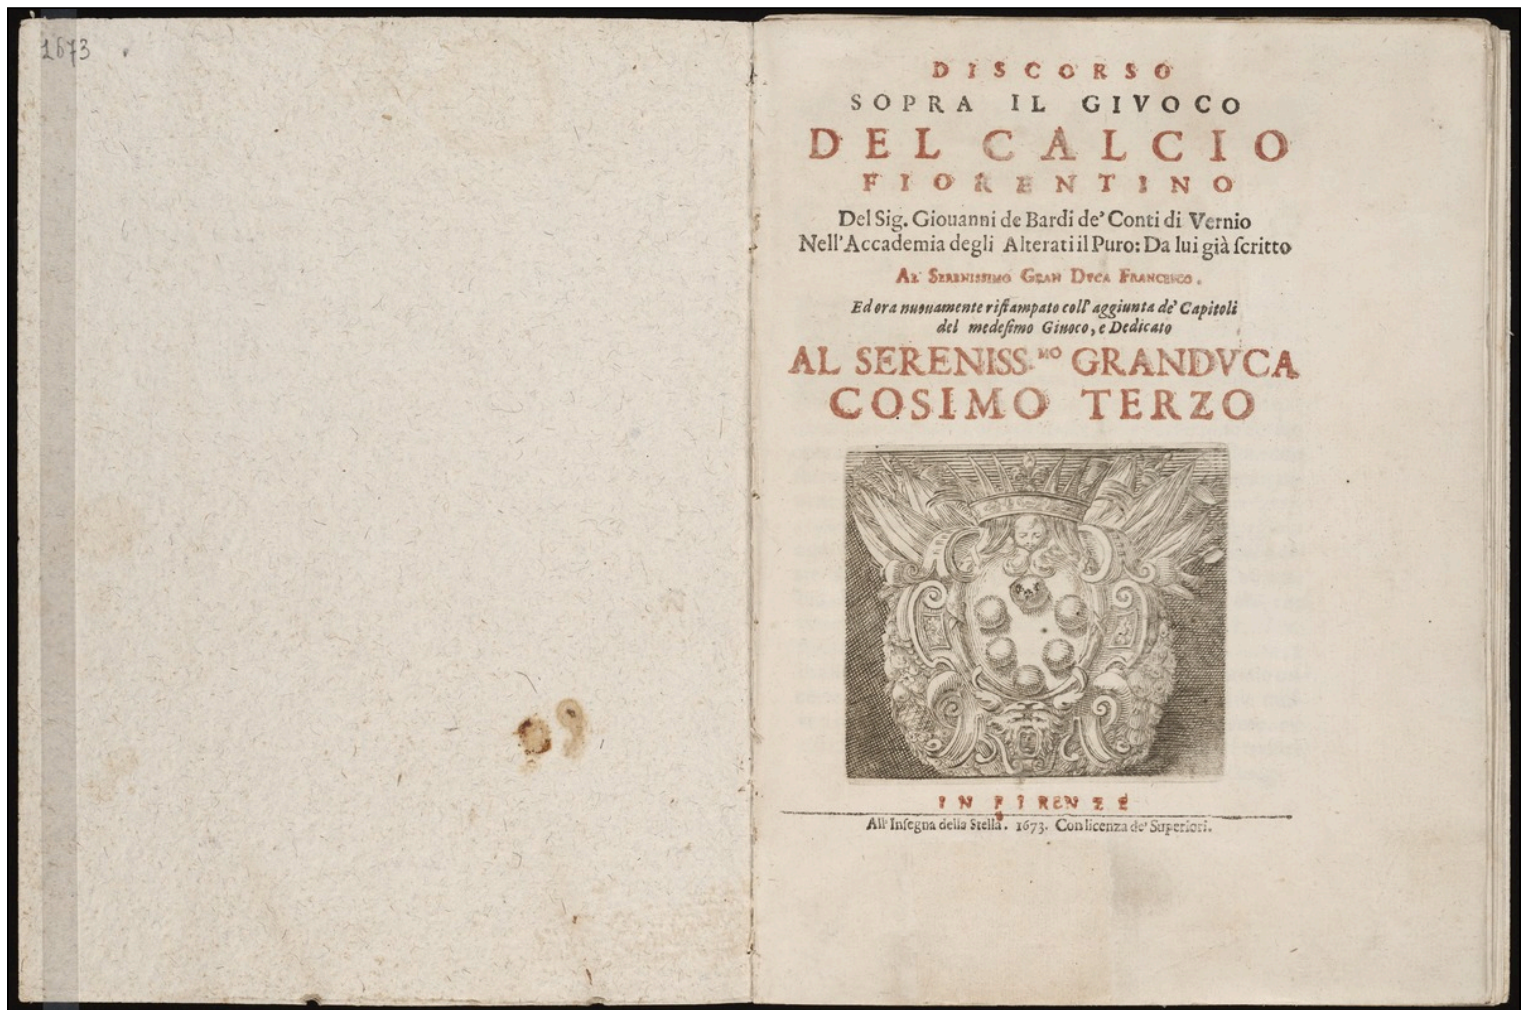 1673
DISCORSO
SOPRA IL GIVOCO
DEL CALCIO
FIORENTINO
Del Sig. Giouanni de Bardi de' Conti di Vernio
Nell'Accademia degli Alterati il Puro: Da lui già ſcritto
AL SERENISSIMO GRAN DVCA FRANCESCO.
Ed ora nuouamente riſtampato coll' aggiunta de' Capitoli
del medeſimo Giuoco, e Dedicato
AL SERENISS.MO GRANDVCA
COSIMO TERZO
IN FIRENZE
All' Inſegna della Stella. 1673. Con licenza de' Superiori.